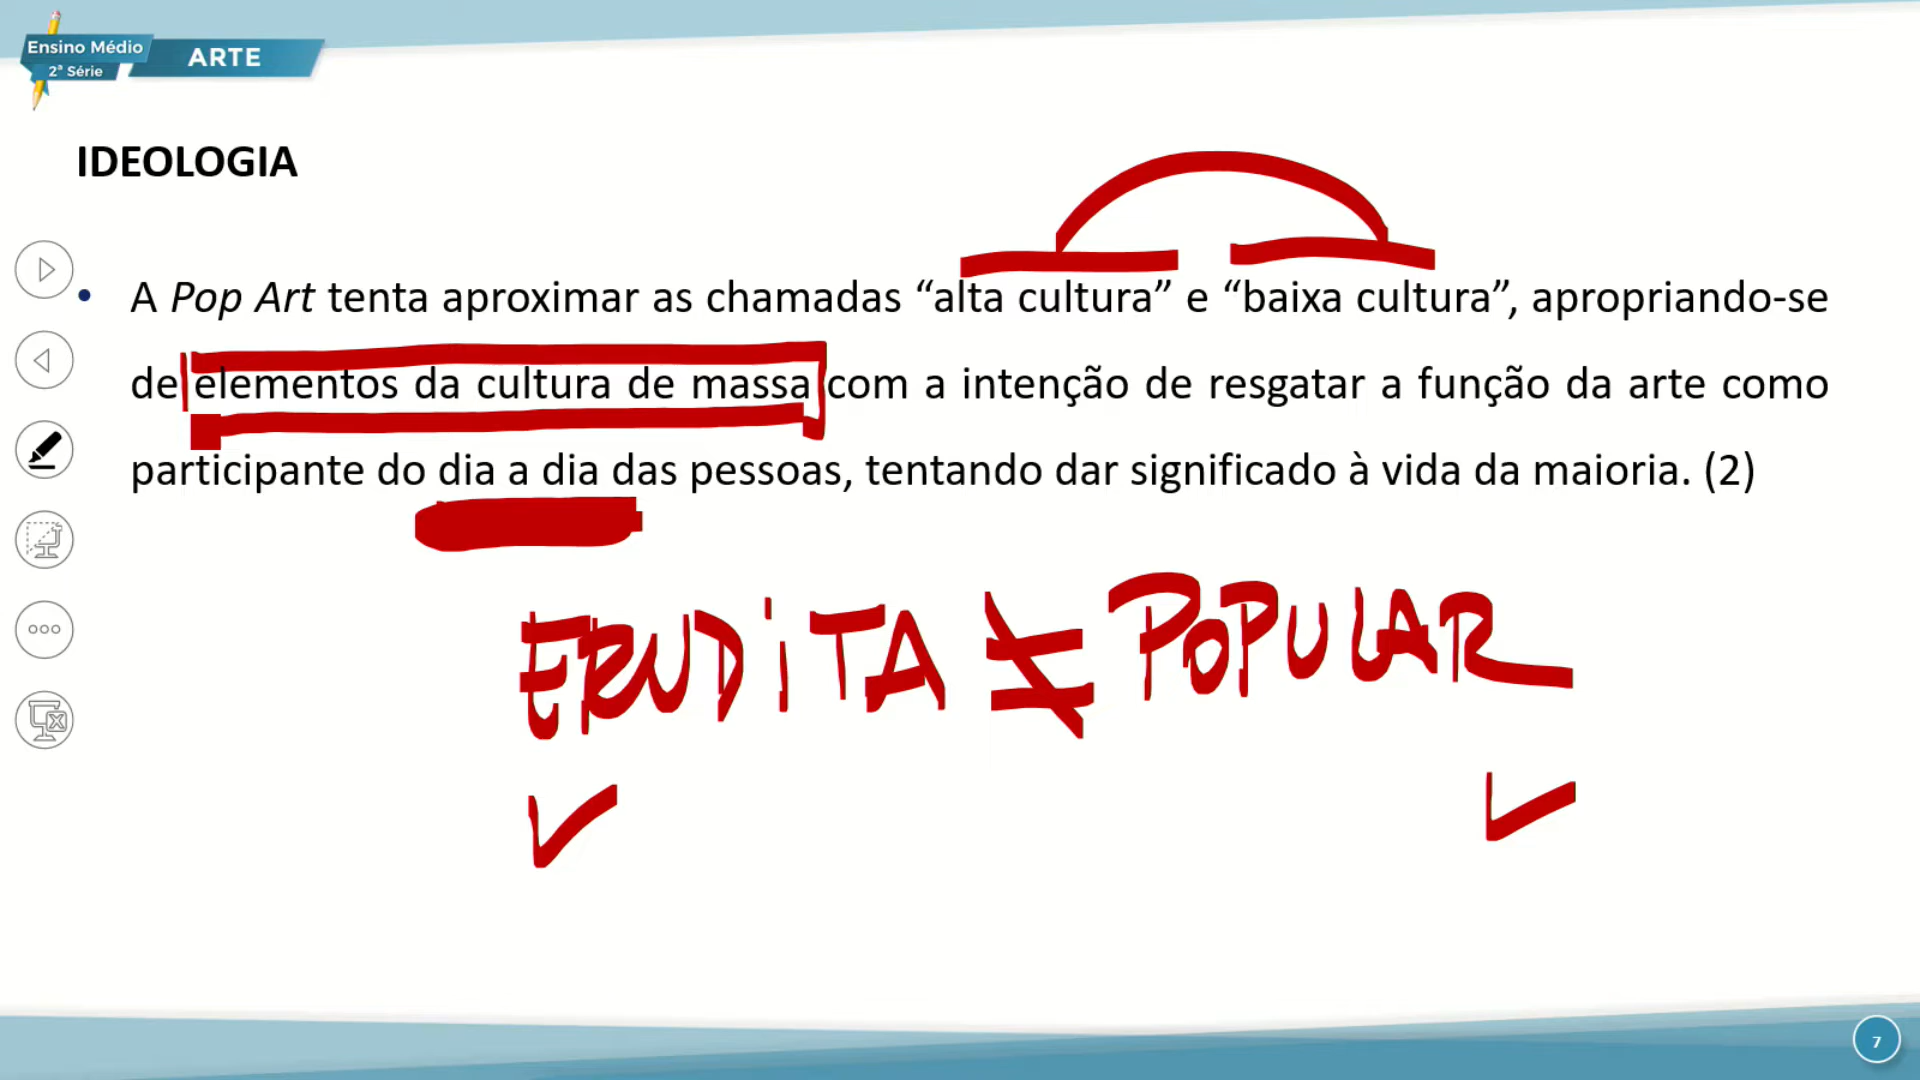 Ensino Médio
2ª Série
ARTE
IDEOLOGIA
• A Pop Art tenta aproximar as chamadas “alta cultura” e “baixa cultura”, apropriando-se
de elementos da cultura de massa com a intenção de resgatar a função da arte como
participante do dia a dia das pessoas, tentando dar significado à vida da maioria. (2)
ERUDiTA ≠ POPULAR
7